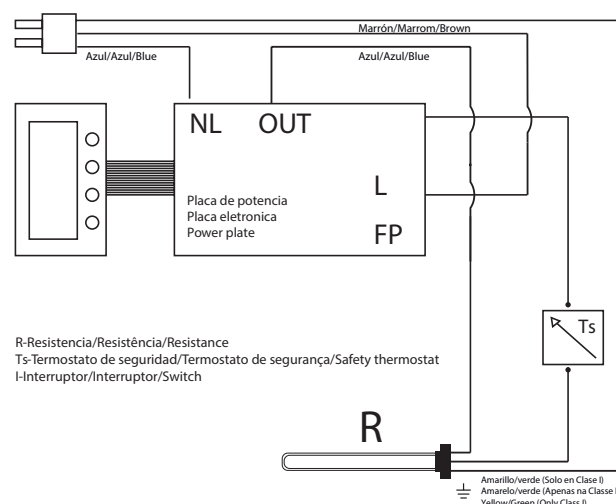 Marrón/Marrom/Brown
Azul/Azul/Blue
Azul/Azul/Blue
NL OUT
L
FP
Placa de potencia
Placa eletronica
Power plate
Ts
R-Resistencia/Resistência/Resistance
Ts-Termostato de seguridad/Termostato de segurança/Safety thermostat
I-Interruptor/Interruptor/Switch
R
Amarillo/verde (Solo en Clase I)
Amarelo/verde (Apenas na Classe
Yellow/Green (Only Class I)